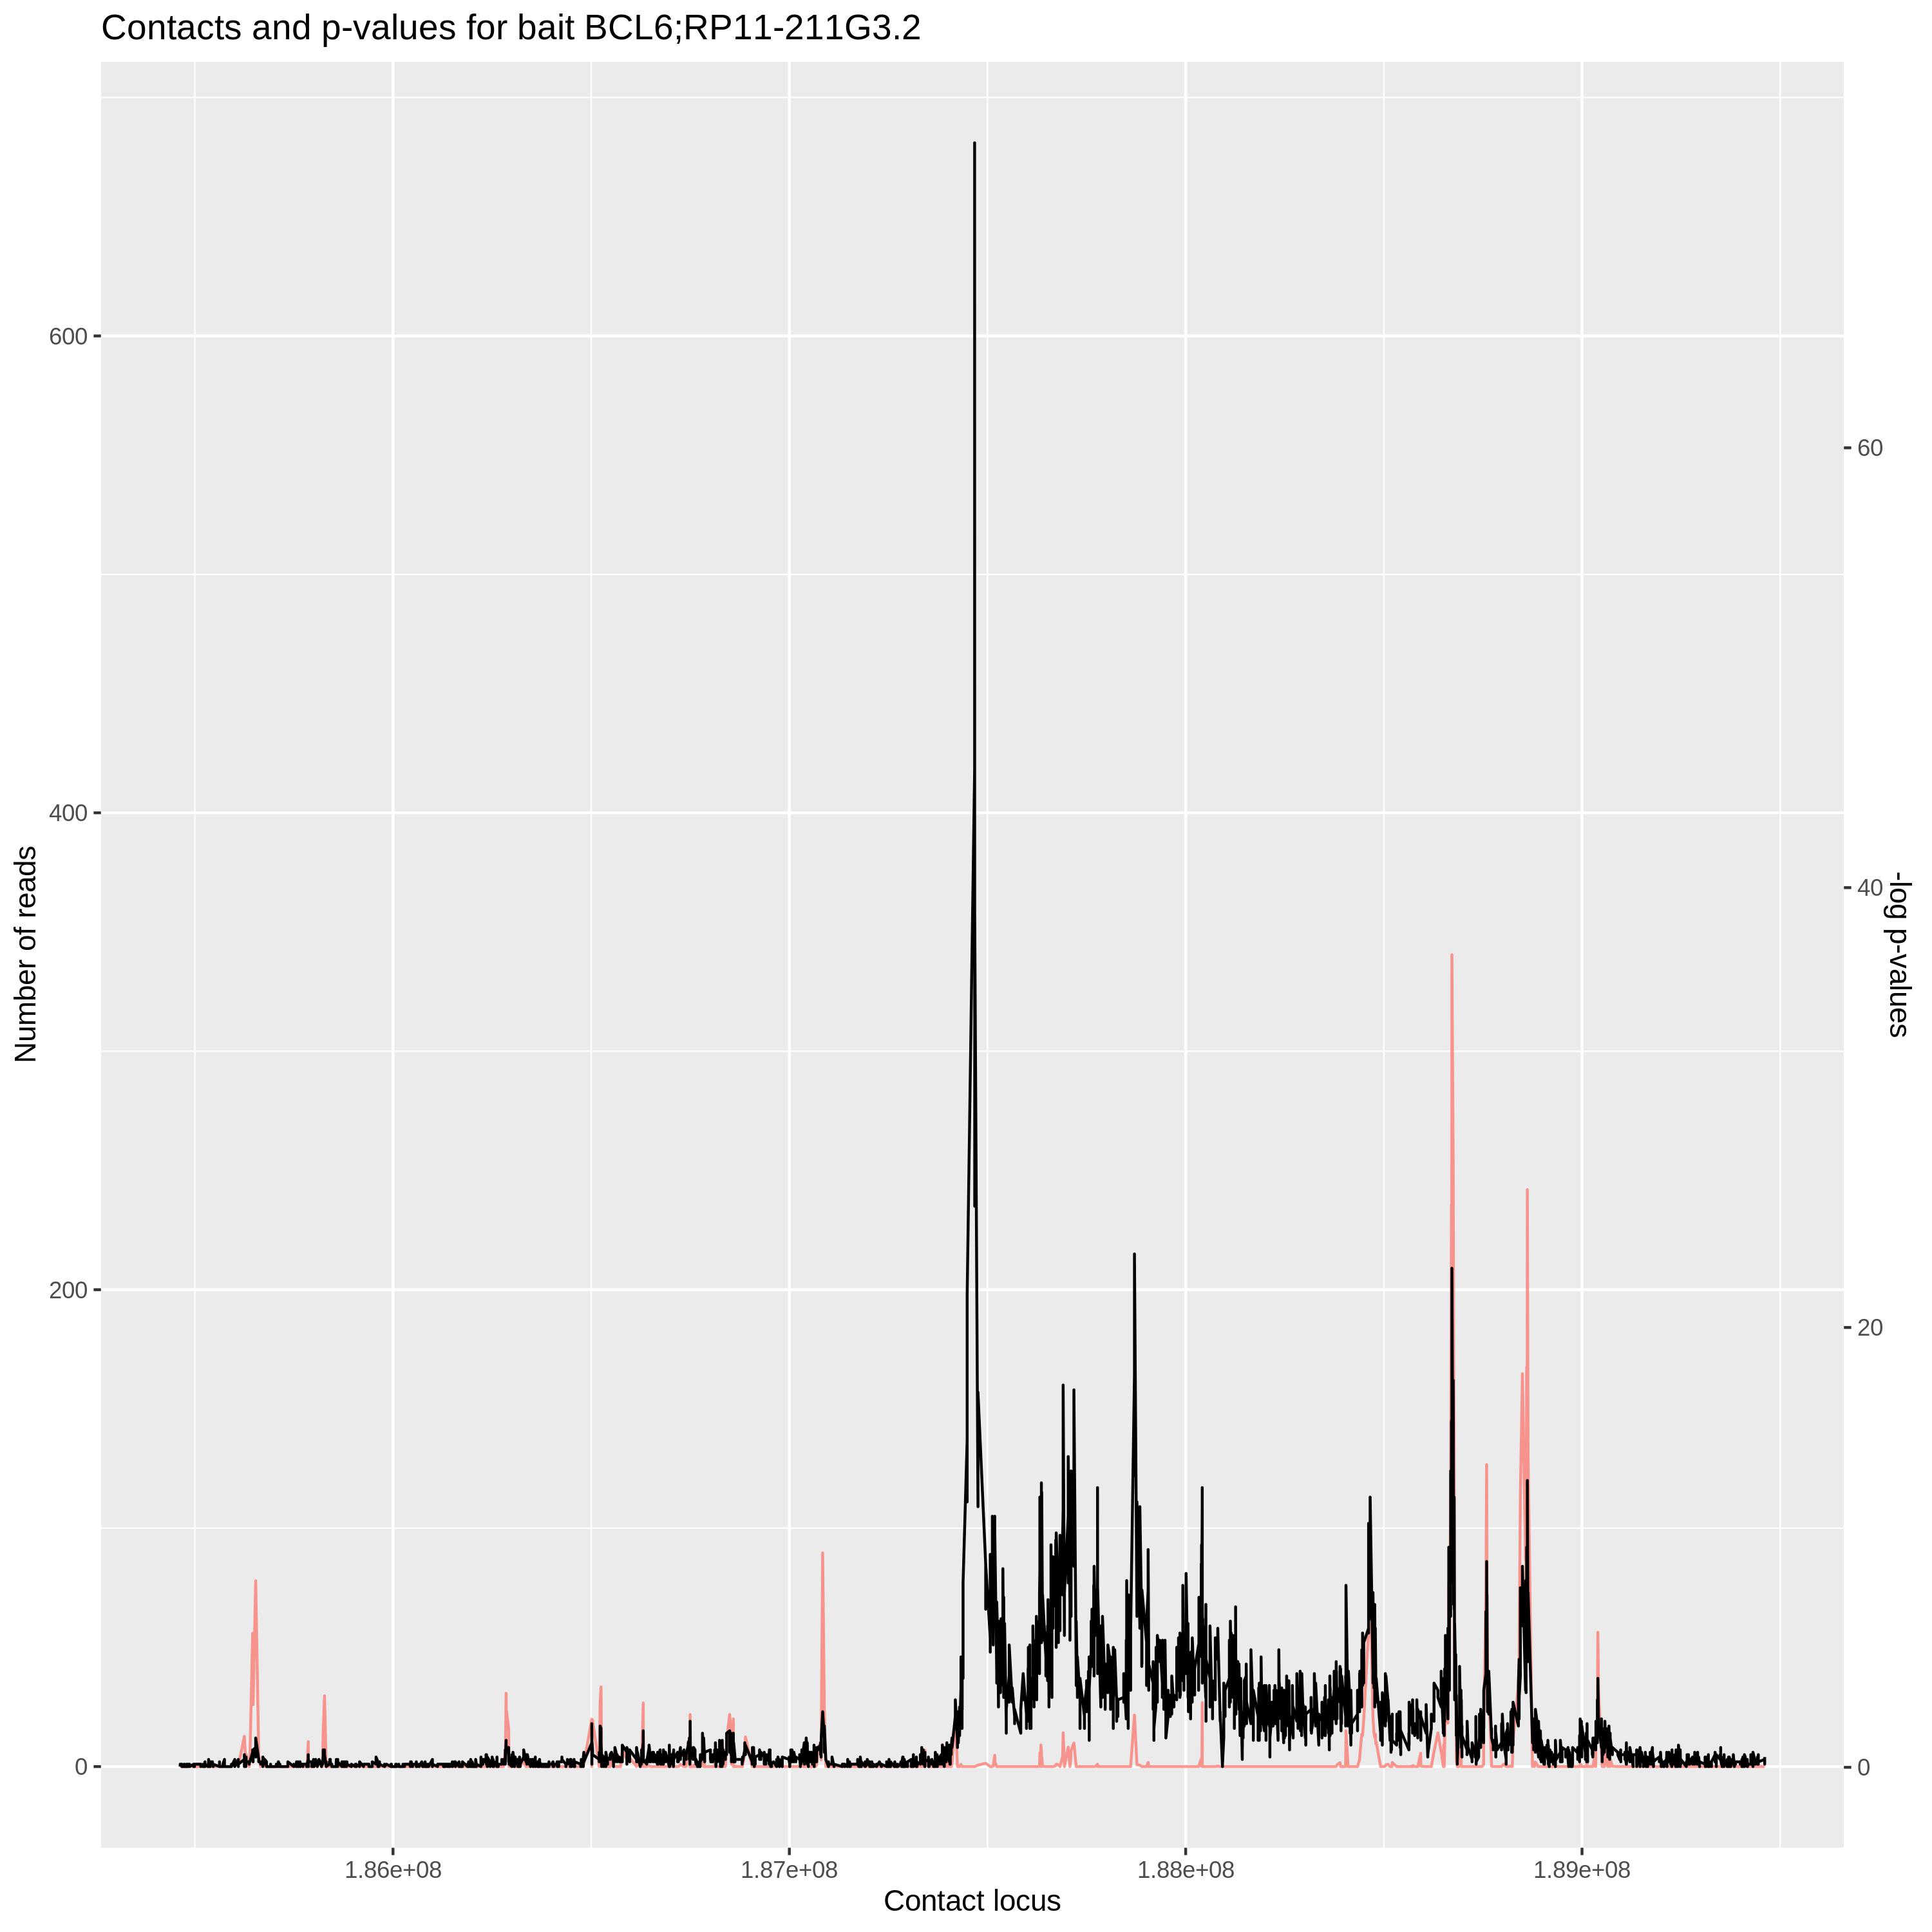 Contacts and p-values for bait BCL6;RP11-211G3.2
600
400
200
0
Number of reads
60
40
20
0
-log p-values
1.86e+08
1.87e+08
1.88e+08
1.89e+08
Contact locus